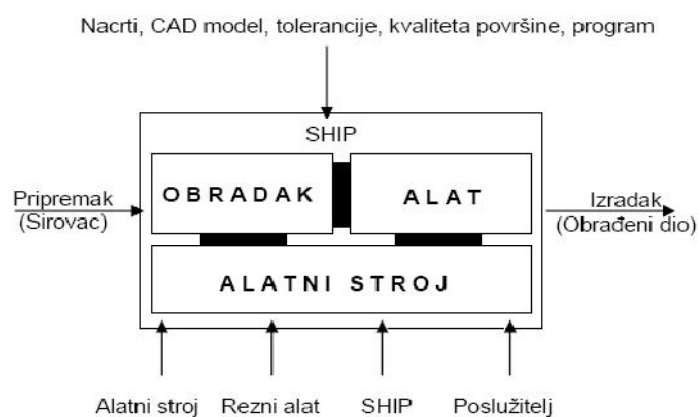 Nacrti, CAD model, tolerancije, kvaliteta površine, program
SHIP
OBRADAK
ALAT
Pripremak
(Sirovac)
Izradak
(Obrađeni dio)
ALATNI STROJ
Alatni stroj
Rezni alat
SHIP
Poslužitelj